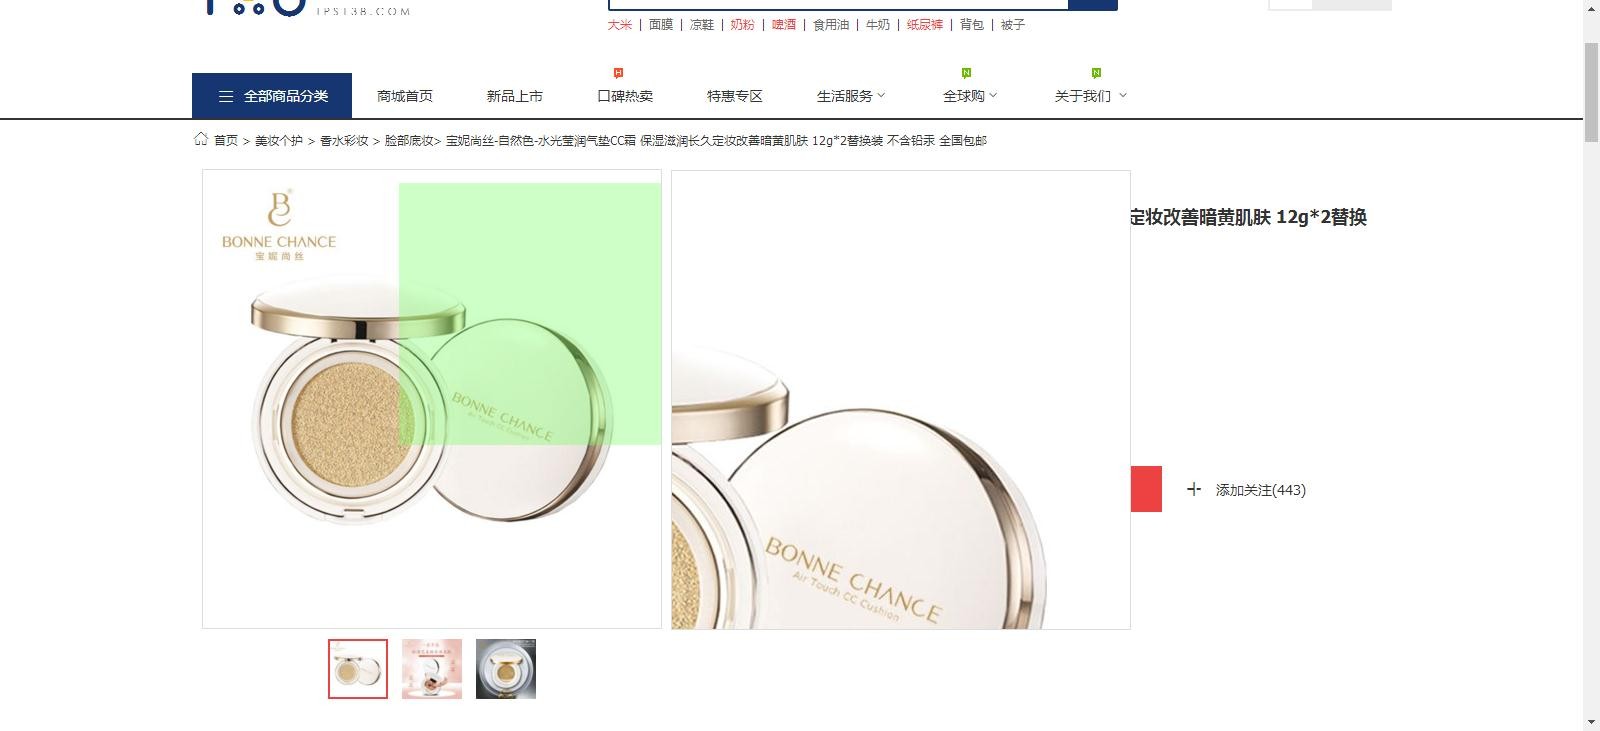 TPS138.COM
大米 | 面膜 | 凉鞋 | 奶粉 | 啤酒 | 食用油 | 牛奶 | 纸尿裤 | 背包 | 被子
全部商品分类 商城首页 新品上市 口碑热卖 特惠专区 生活服务 全球购 关于我们
H N N
首页 > 美妆个护 > 香水彩妆 > 脸部底妆> 宝妮尚丝-自然色-水光莹润气垫CC霜 保湿滋润长久定妆改善暗黄肌肤 12g*2替换装 不含铅汞 全国包邮
定妆改善暗黄肌肤 12g*2替换
BC®
BONNE CHANCE
宝妮尚丝
BONNE CHANCE
Air Touch CC Cushion
BONNE CHANCE
Air Touch CC Cushion
添加关注(443)